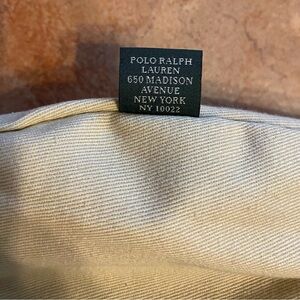 POLO RALPH
LAUREN
650 MADISON
AVENUE
NEW YORK
NY 10022